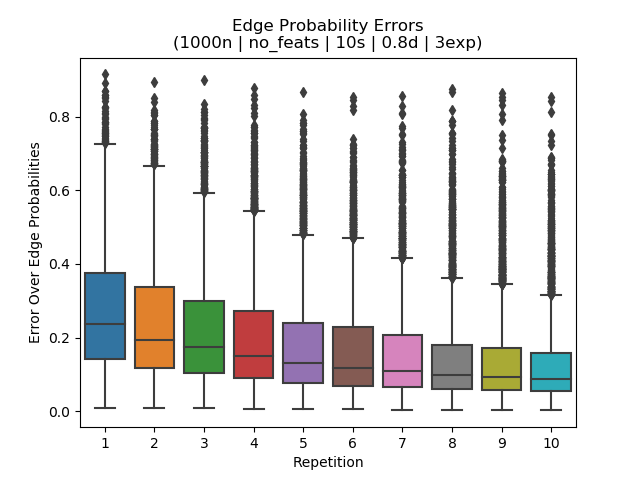 Edge Probability Errors
(1000n | no_feats | 10s | 0.8d | 3exp)
Error Over Edge Probabilities
0.8
0.6
0.4
0.2
0.0
1 2 3 4 5 6 7 8 9 10
Repetition